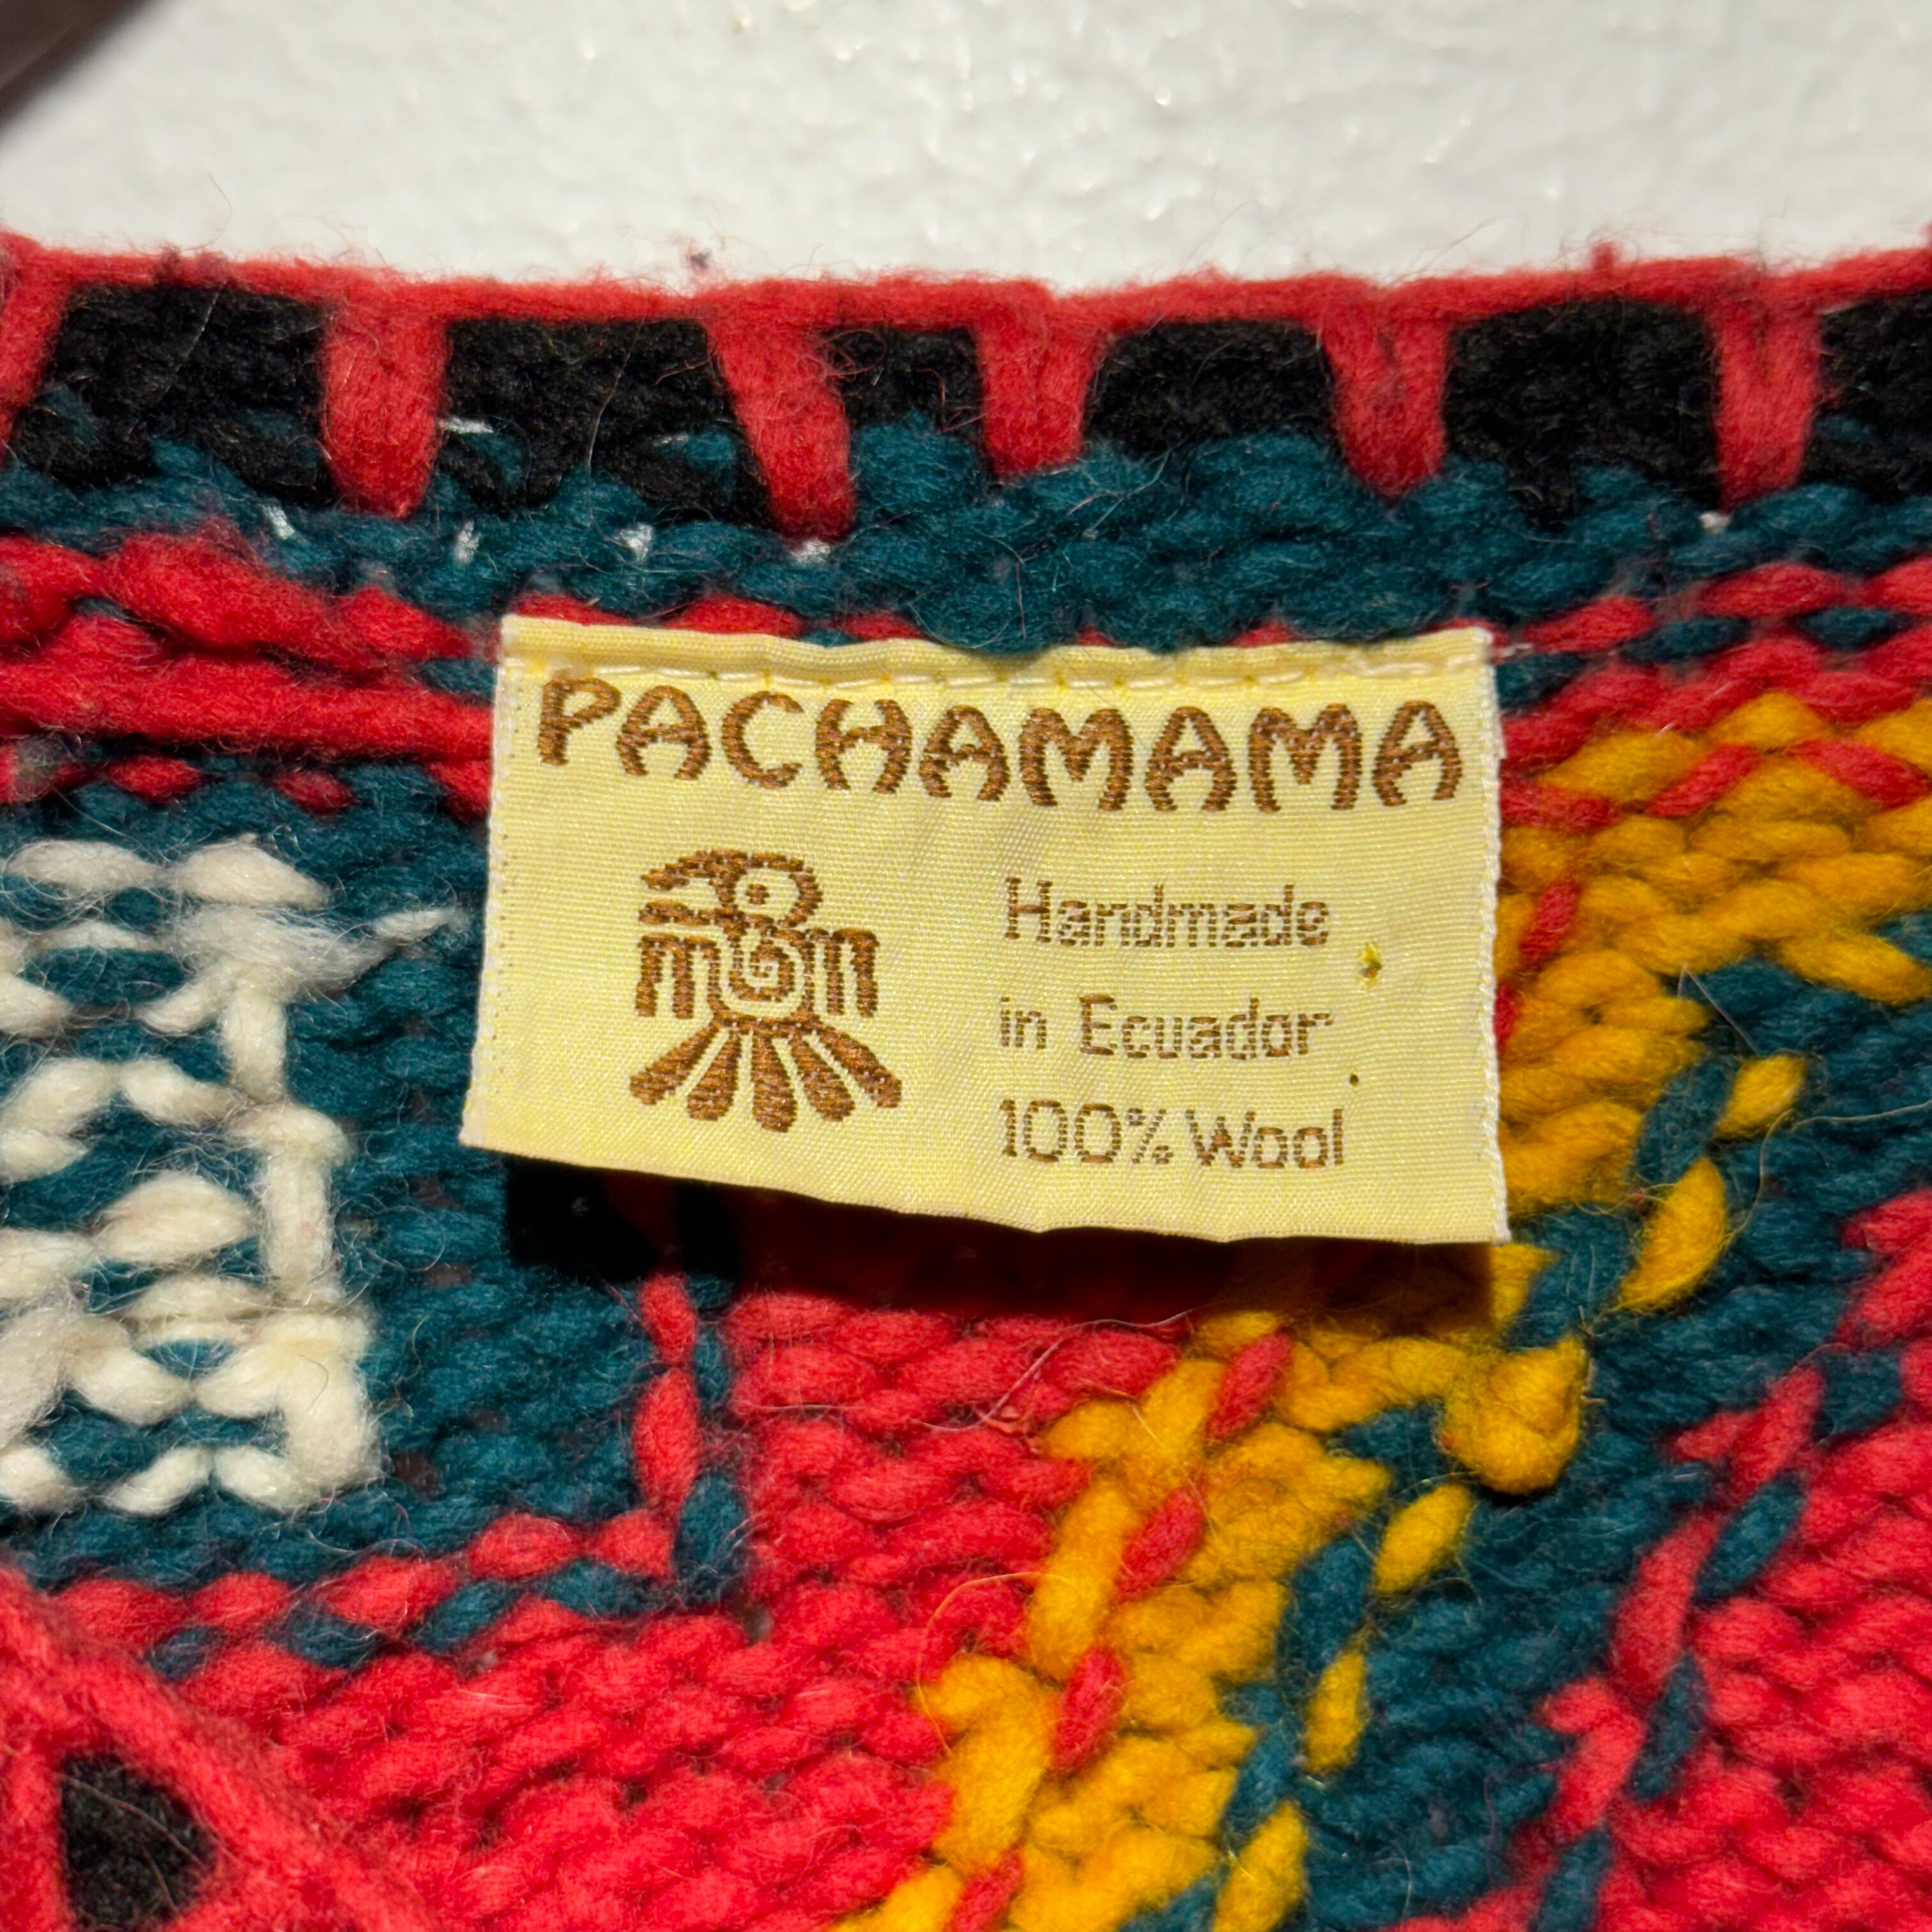 PACHAMAMA
Handmade
in Ecuador
100% Wool